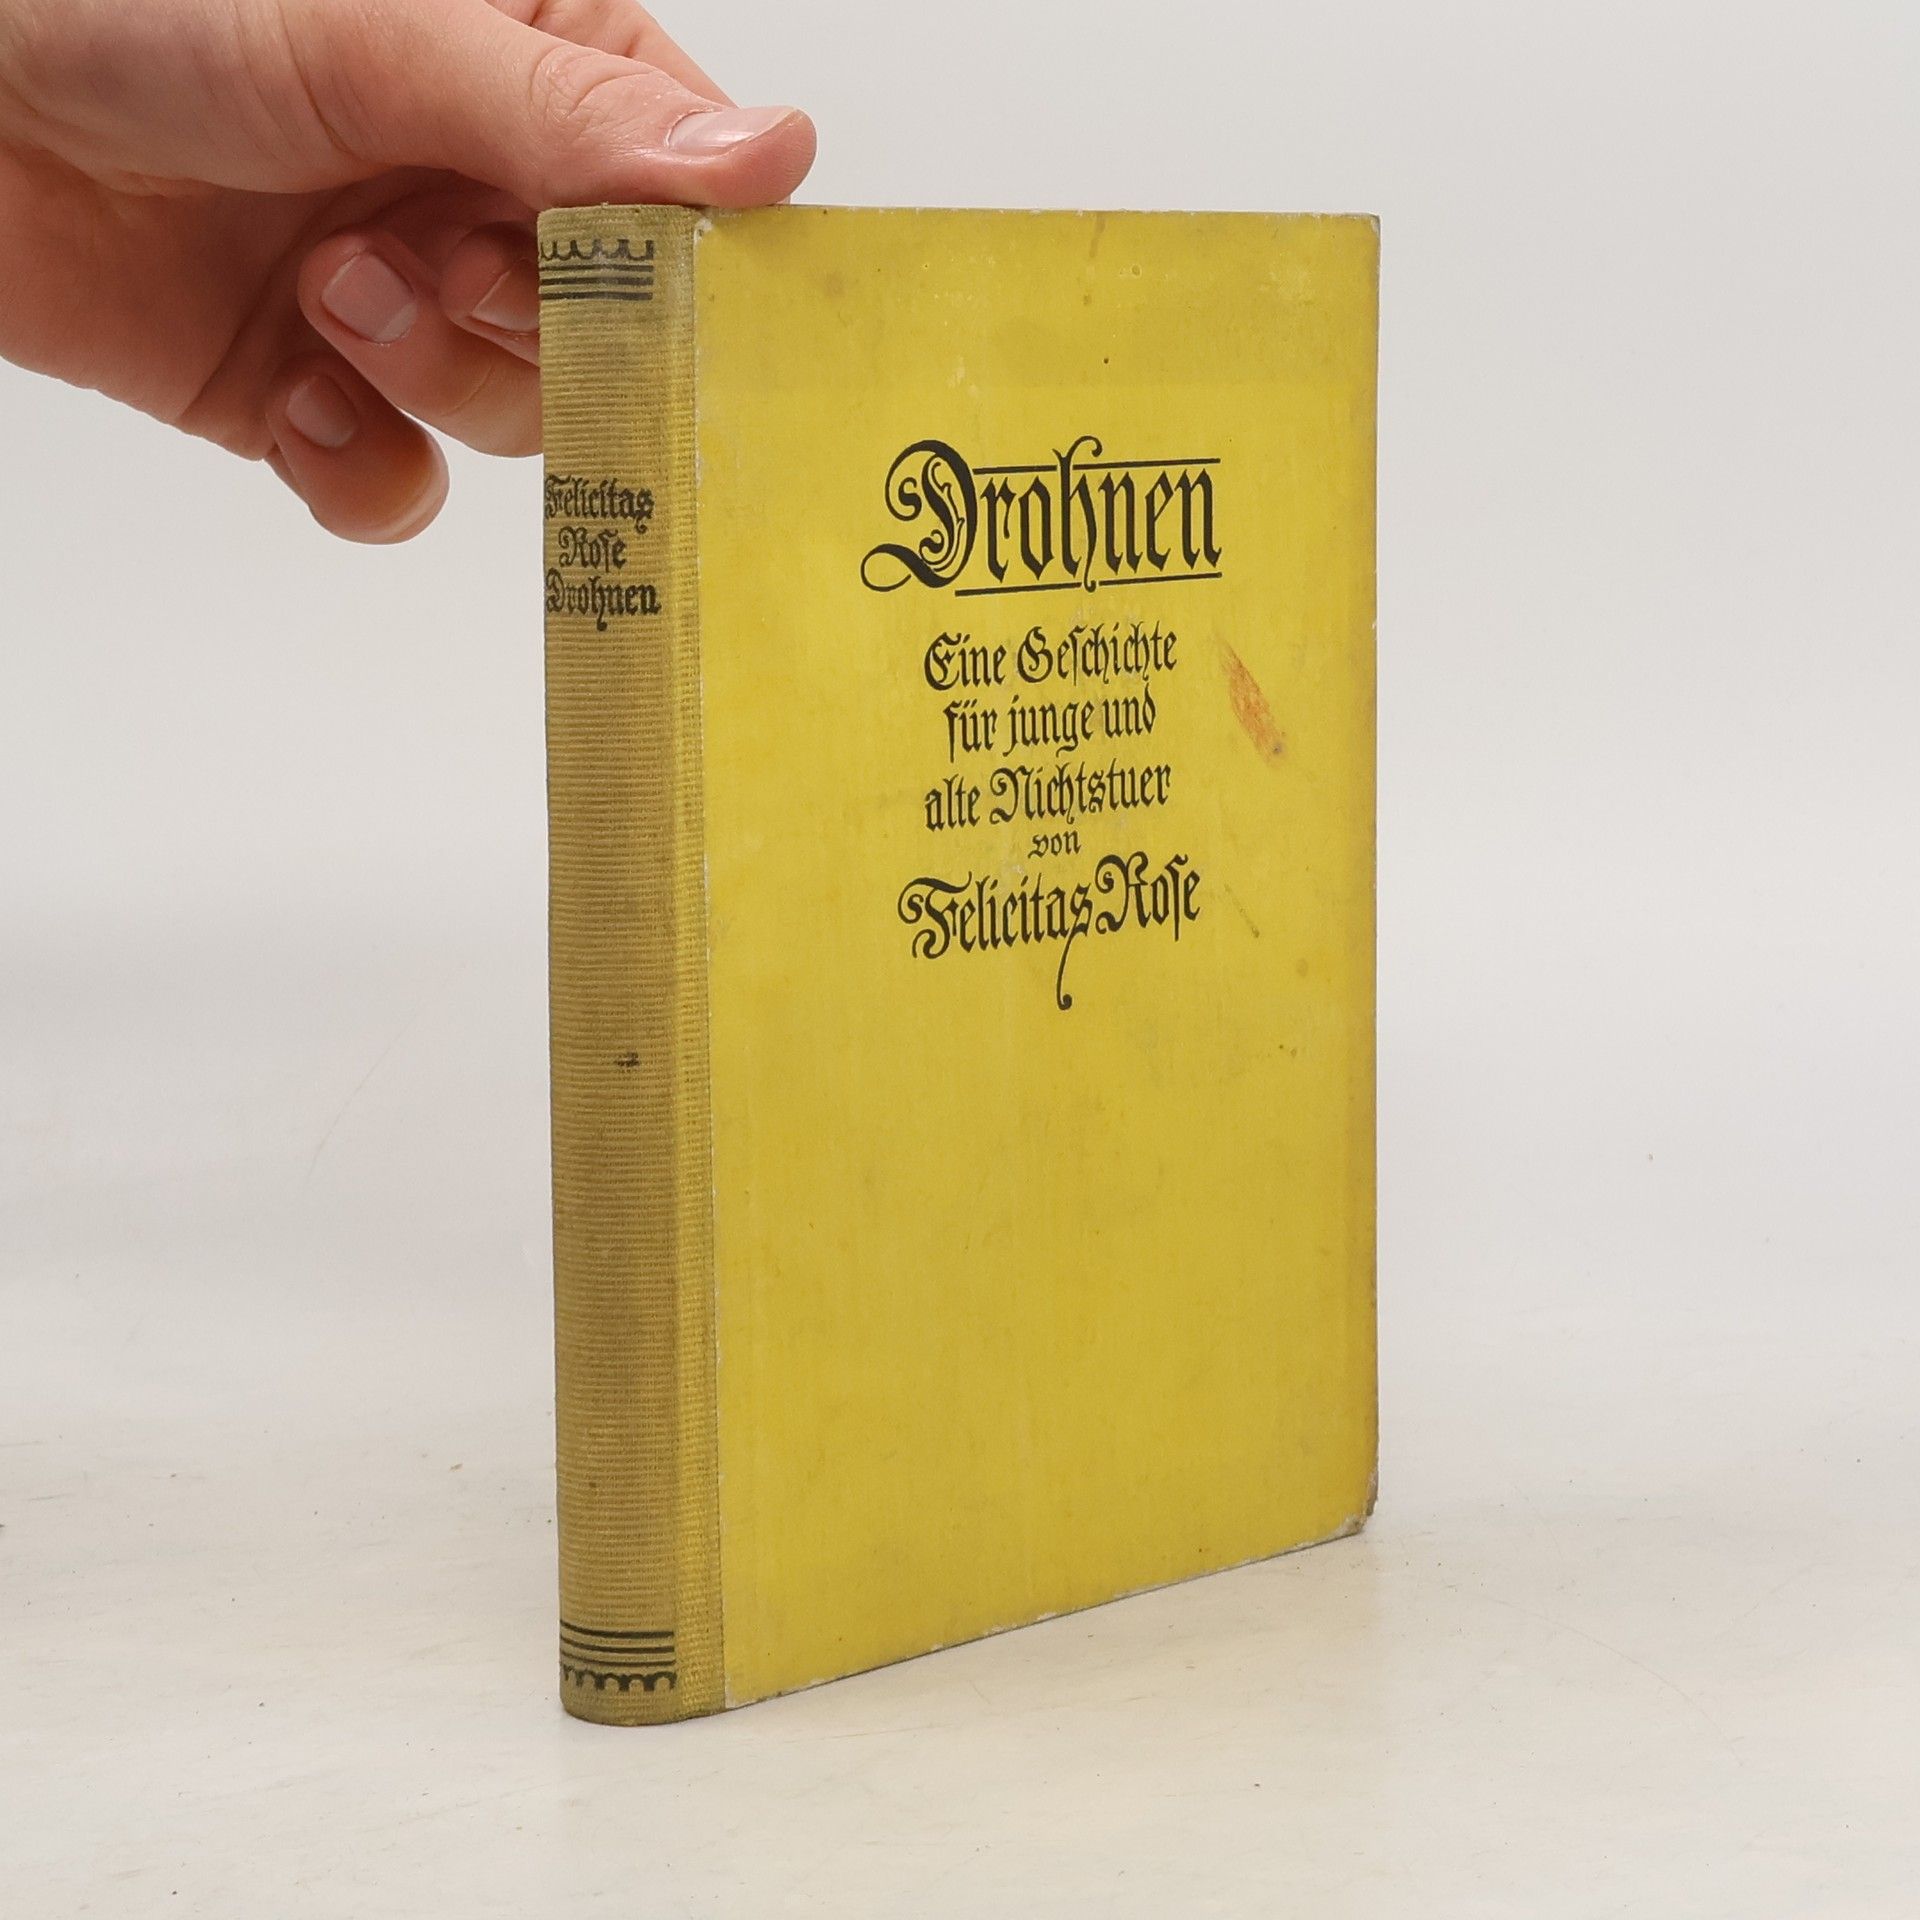 Felicitas
Rose
Drohnen
Drohnen
Eine Geſchichte
für junge und
alte Nichtstuer
von
Felicitas Roſe